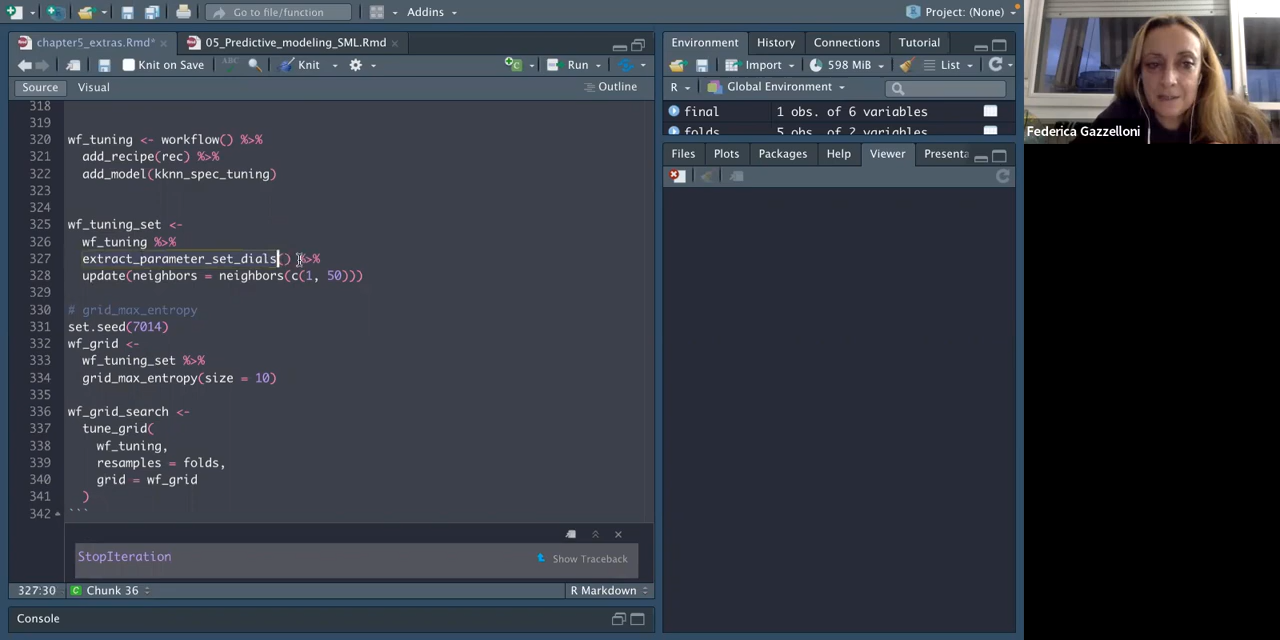 Go to file/function
Addins
Project: (None)
chapter5_extras.Rmd*
05_Predictive_modeling_SML.Rmd
Knit on Save
ABC
Knit
Run
Source
Visual
Outline
318
319
320 wf_tuning <- workflow() %>%
321 add_recipe(rec) %>%
322 add_model(kknn_spec_tuning)
323
324
325 wf_tuning_set <-
326 wf_tuning %>%
327 extract_parameter_set_dials() %>%
328 update(neighbors = neighbors(c(1, 50)))
329
330 # grid_max_entropy
331 set.seed(7014)
332 wf_grid <-
333 wf_tuning_set %>%
334 grid_max_entropy(size = 10)
335
336 wf_grid_search <-
337 tune_grid(
338 wf_tuning,
339 resamples = folds,
340 grid = wf_grid
341 )
342 ```
StopIteration
Show Traceback
327:30
Chunk 36
R Markdown
Console
Environment
History
Connections
Tutorial
Import
598 MiB
List
R
Global Environment
final 1 obs. of 6 variables
folds 5 obs. of 2 variables
Files
Plots
Packages
Help
Viewer
Presenta
Federica Gazzelloni